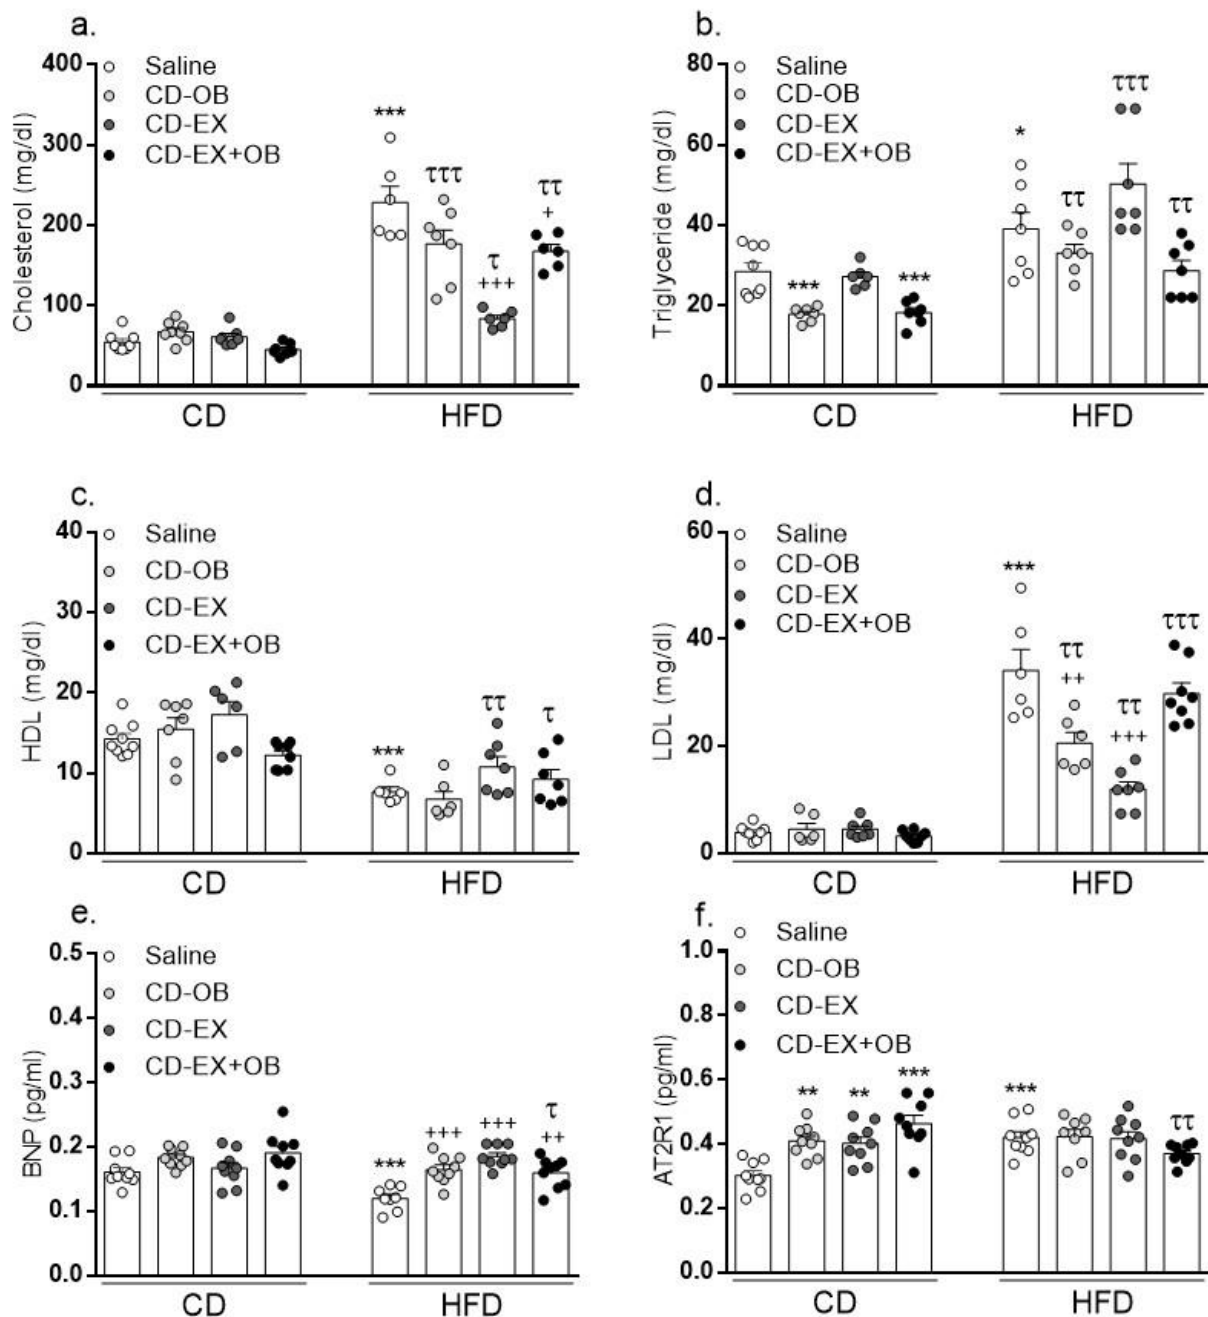 a.
Cholesterol (mg/dl)
400
300
200
100
0
Saline
CD-OB
CD-EX
CD-EX+OB
***
τττ
τ
+++
ττ
+
CD
HFD
b.
Triglyceride (mg/dl)
80
60
40
20
0
Saline
CD-OB
CD-EX
CD-EX+OB
***
***
*
ττ
τττ
ττ
CD
HFD
c.
HDL (mg/dl)
40
30
20
10
0
Saline
CD-OB
CD-EX
CD-EX+OB
***
ττ
τ
CD
HFD
d.
LDL (mg/dl)
60
40
20
0
Saline
CD-OB
CD-EX
CD-EX+OB
***
ττ
++
ττ
+++
τττ
CD
HFD
e.
BNP (pg/ml)
0.5
0.4
0.3
0.2
0.1
0.0
Saline
CD-OB
CD-EX
CD-EX+OB
***
+++
+++
τ
++
CD
HFD
f.
AT2R1 (pg/ml)
1.0
0.8
0.6
0.4
0.2
0.0
Saline
CD-OB
CD-EX
CD-EX+OB
**
**
***
***
ττ
CD
HFD